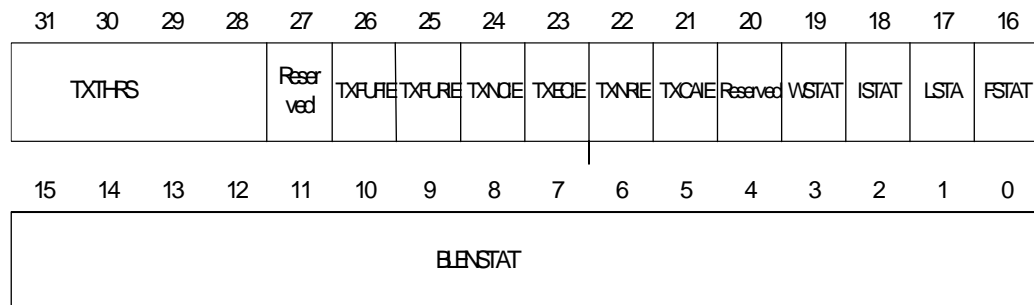 31 30 29 28 27 26 25 24 23 22 21 20 19 18 17 16
TXTHRS Reser ved TXFUFIE TXFURIE TXNCIE TXECIE TXNRIE TXCAIE Reserved WSTAT ISTAT LSTA FSTAT
15 14 13 12 11 10 9 8 7 6 5 4 3 2 1 0
BLENSTAT